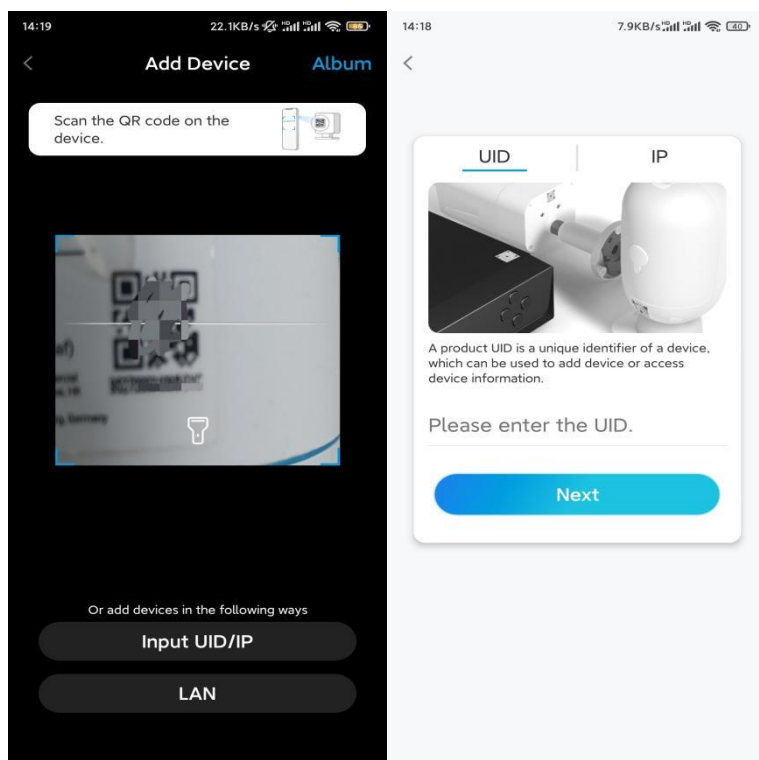 14:19
22.1KB/s
Add Device
Album
Scan the QR code on the
device.
Or add devices in the following ways
Input UID/IP
LAN
14:18
7.9KB/s
40
UID
IP
A product UID is a unique identifier of a device,
which can be used to add device or access
device information.
Please enter the UID.
Next